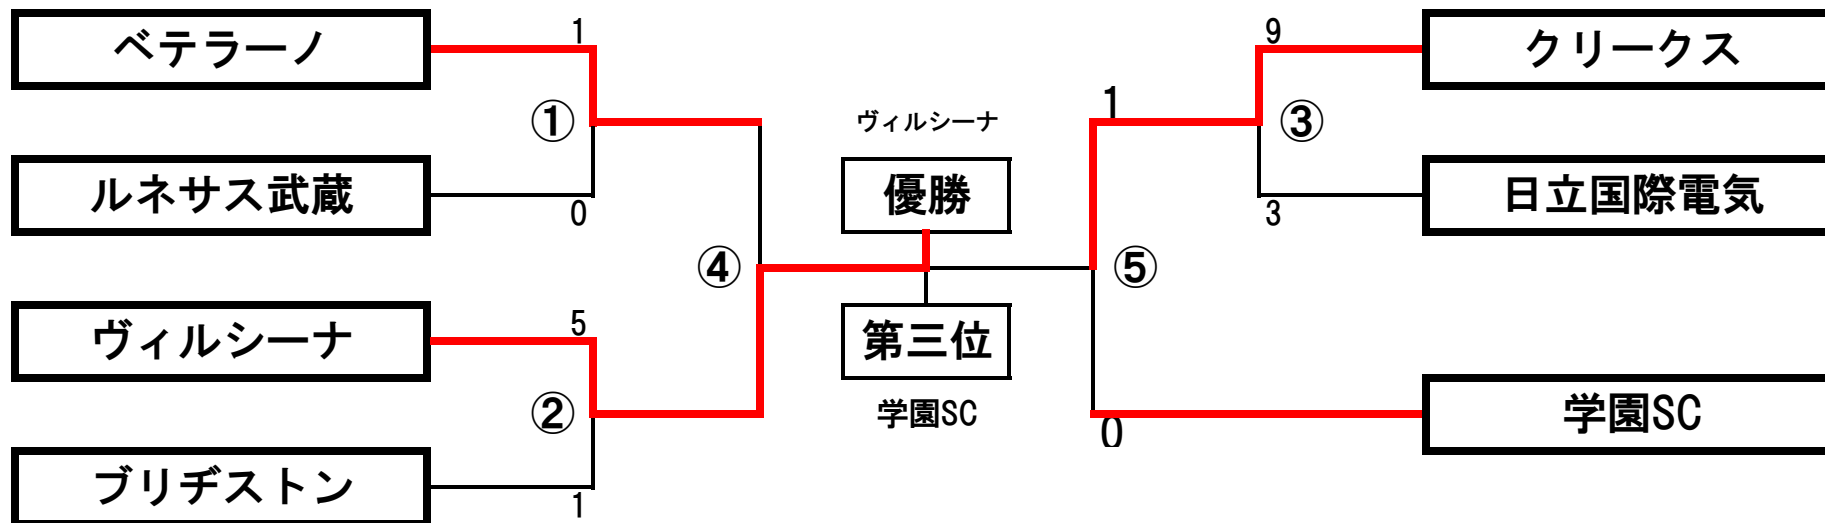 ベテラーノ
1
①
ルネサス武蔵
0
④
ヴィルシーナ
5
②
ブリヂストン
1
ヴィルシーナ
優勝
第三位
学園SC
9
クリークス
1
③
日立国際電気
3
⑤
学園SC
0